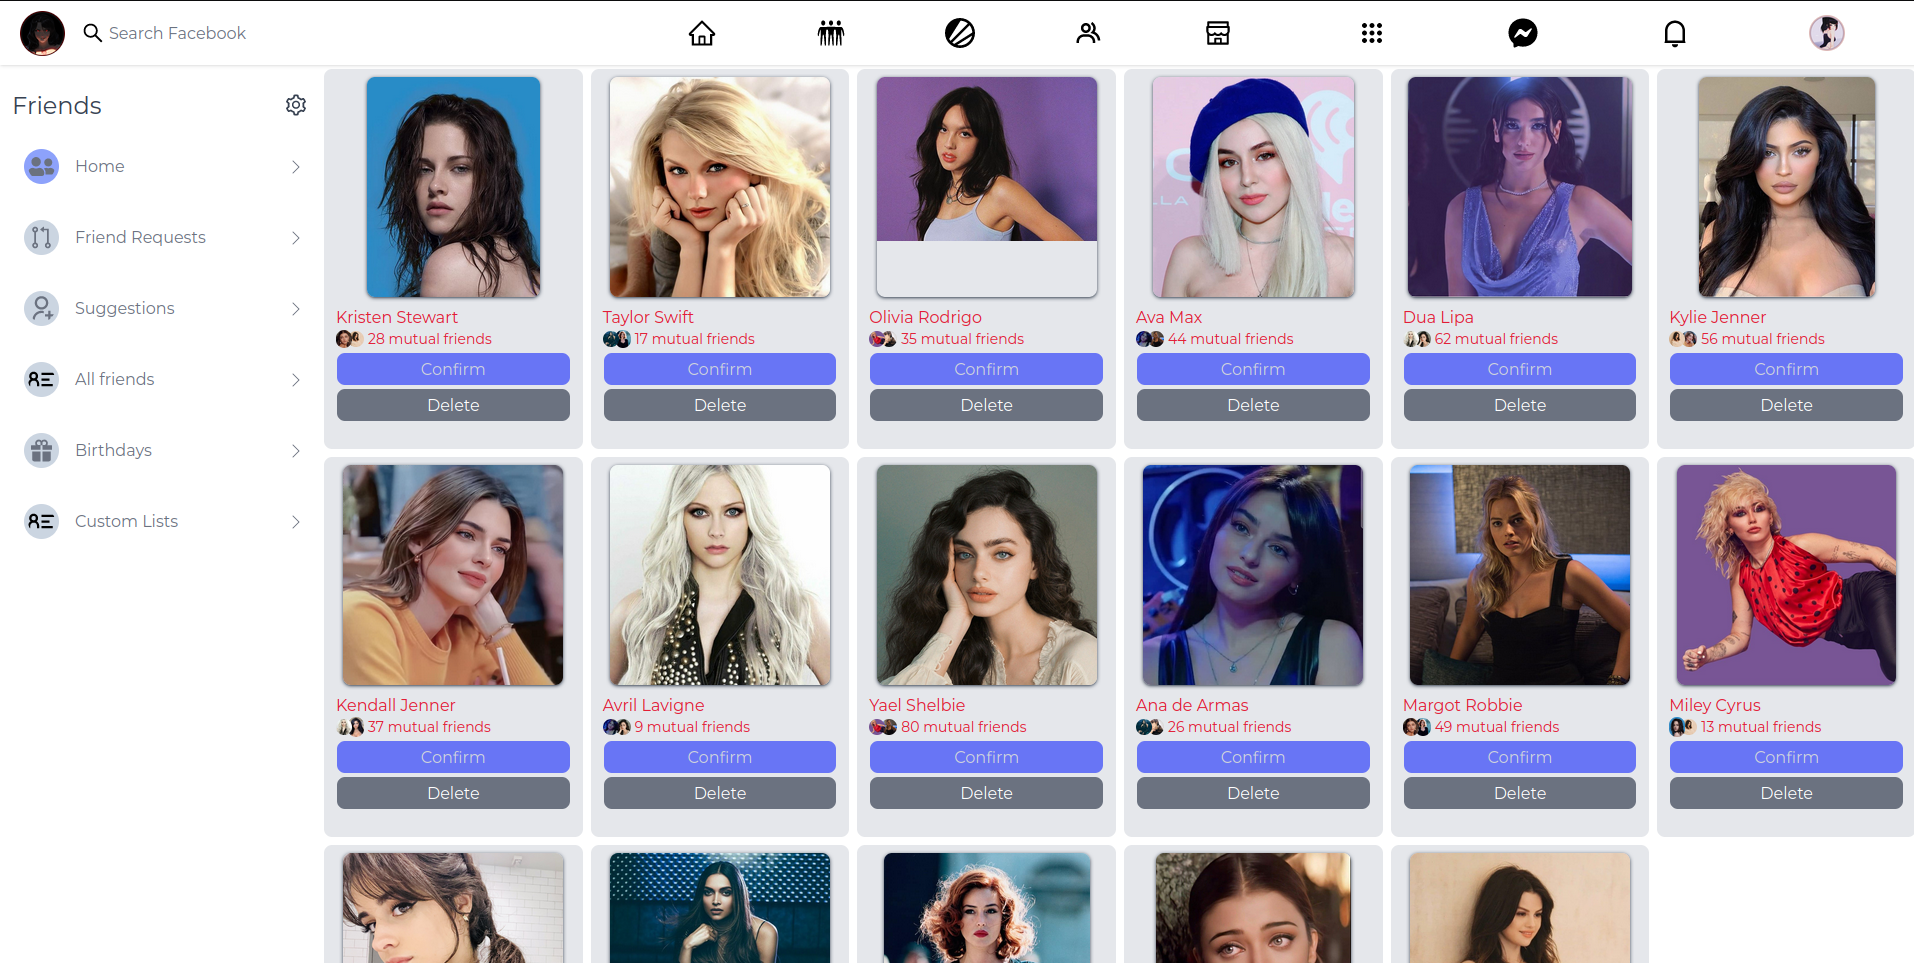 Search Facebook
Friends
Home
Friend Requests
Suggestions
All friends
Birthdays
Custom Lists
Kristen Stewart
28 mutual friends
Confirm
Delete
Taylor Swift
17 mutual friends
Confirm
Delete
Olivia Rodrigo
35 mutual friends
Confirm
Delete
Ava Max
44 mutual friends
Confirm
Delete
Dua Lipa
62 mutual friends
Confirm
Delete
Kylie Jenner
56 mutual friends
Confirm
Delete
Kendall Jenner
37 mutual friends
Confirm
Delete
Avril Lavigne
9 mutual friends
Confirm
Delete
Yael Shelbie
80 mutual friends
Confirm
Delete
Ana de Armas
26 mutual friends
Confirm
Delete
Margot Robbie
49 mutual friends
Confirm
Delete
Miley Cyrus
13 mutual friends
Confirm
Delete